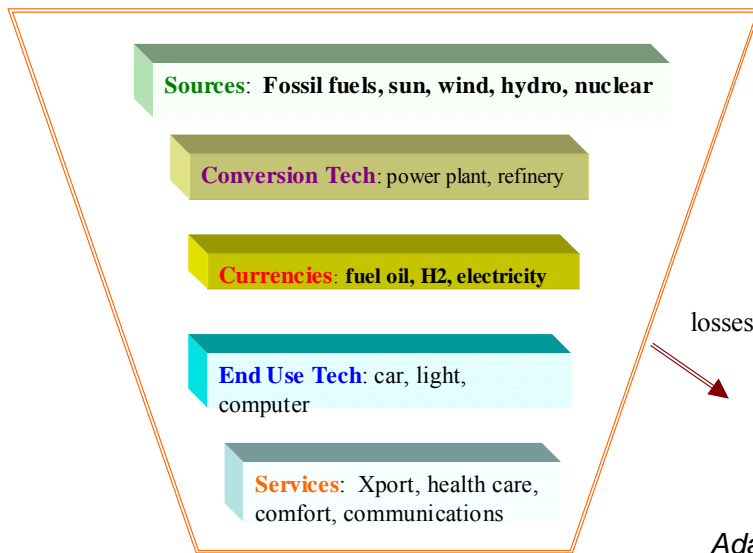 Sources: Fossil fuels, sun, wind, hydro, nuclear
Conversion Tech: power plant, refinery
Currencies: fuel oil, H2, electricity
losses
End Use Tech: car, light,
computer
Services: Xport, health care,
comfort, communications
Ada